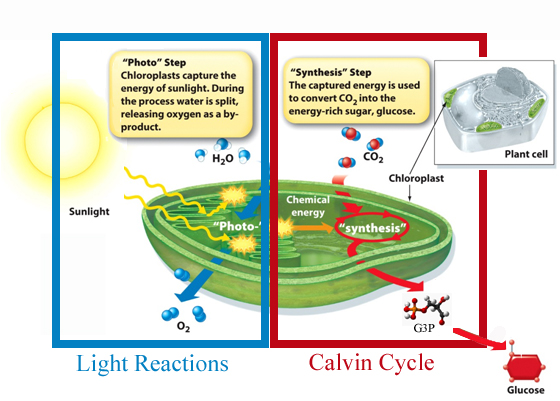 "Photo" Step
Chloroplasts capture the
energy of sunlight. During
the process water is split,
releasing oxygen as a by-
product.
"Synthesis" Step
The captured energy is used
to convert CO2 into the
energy-rich sugar, glucose.
H2O
CO2
Plant cell
Chloroplast
Sunlight
Chemical
energy
"Photo-"
"synthesis"
O2
G3P
Light Reactions
Calvin Cycle
Glucose